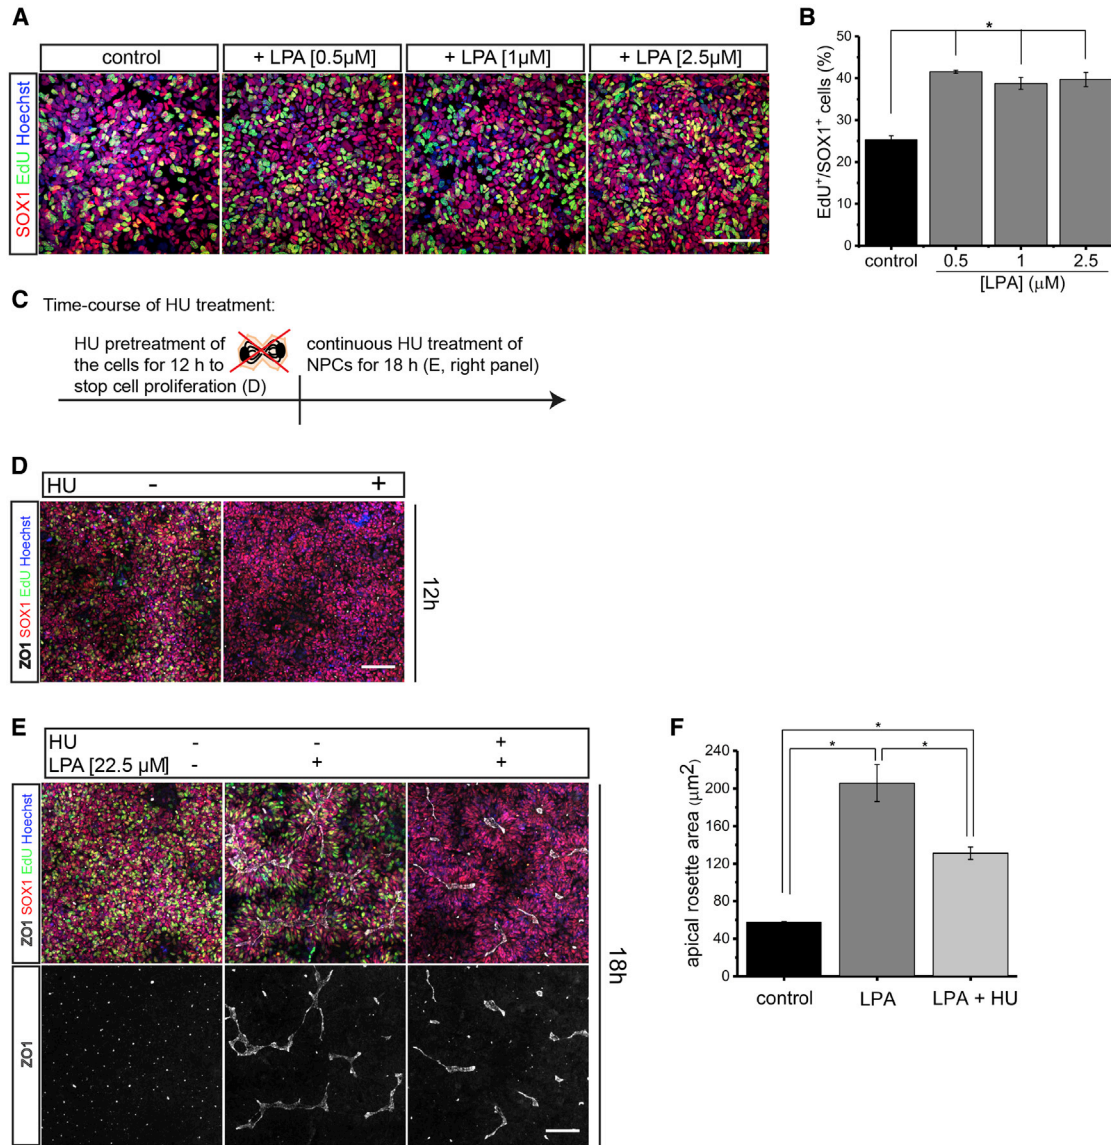 A
control
+ LPA [0.5µM]
+ LPA [1µM]
+ LPA [2.5µM]
SOX1 EdU Hoechst
B
EdU+/SOX1+ cells (%)
50
40
30
20
10
0
*
control
0.5
1
2.5
[LPA] (µM)
C
Time-course of HU treatment:
HU pretreatment of
the cells for 12 h to
stop cell proliferation (D)
continuous HU treatment of
NPCs for 18 h (E, right panel)
D
HU - +
ZO1 SOX1 EdU Hoechst
12h
E
HU - - +
LPA [22.5 µM] - + +
ZO1 SOX1 EdU Hoechst
ZO1
18h
F
apical rosette area (µm2)
240
200
160
120
80
40
0
*
* *
control
LPA
LPA + HU